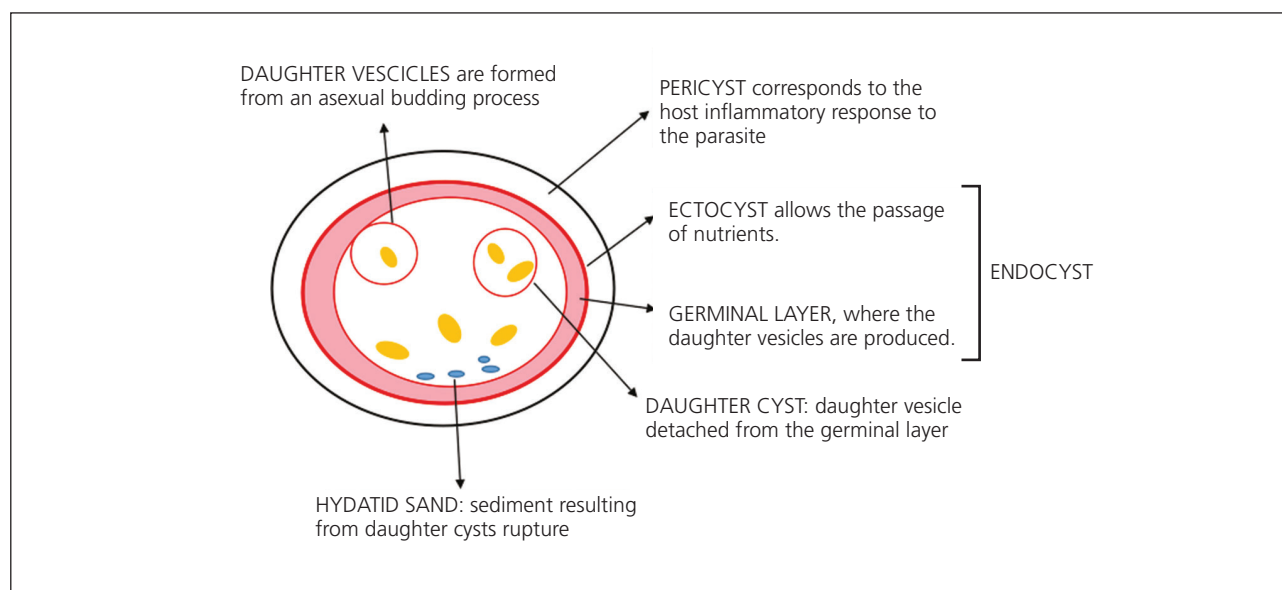 DAUGHTER VESCICLES are formed
from an asexual budding process
PERICYST corresponds to the
host inflammatory response to
the parasite
ECTOCYST allows the passage
of nutrients.
ENDOCYST
GERMINAL LAYER, where the
daughter vesicles are produced.
DAUGHTER CYST: daughter vesicle
detached from the germinal layer
HYDATID SAND: sediment resulting
from daughter cysts rupture